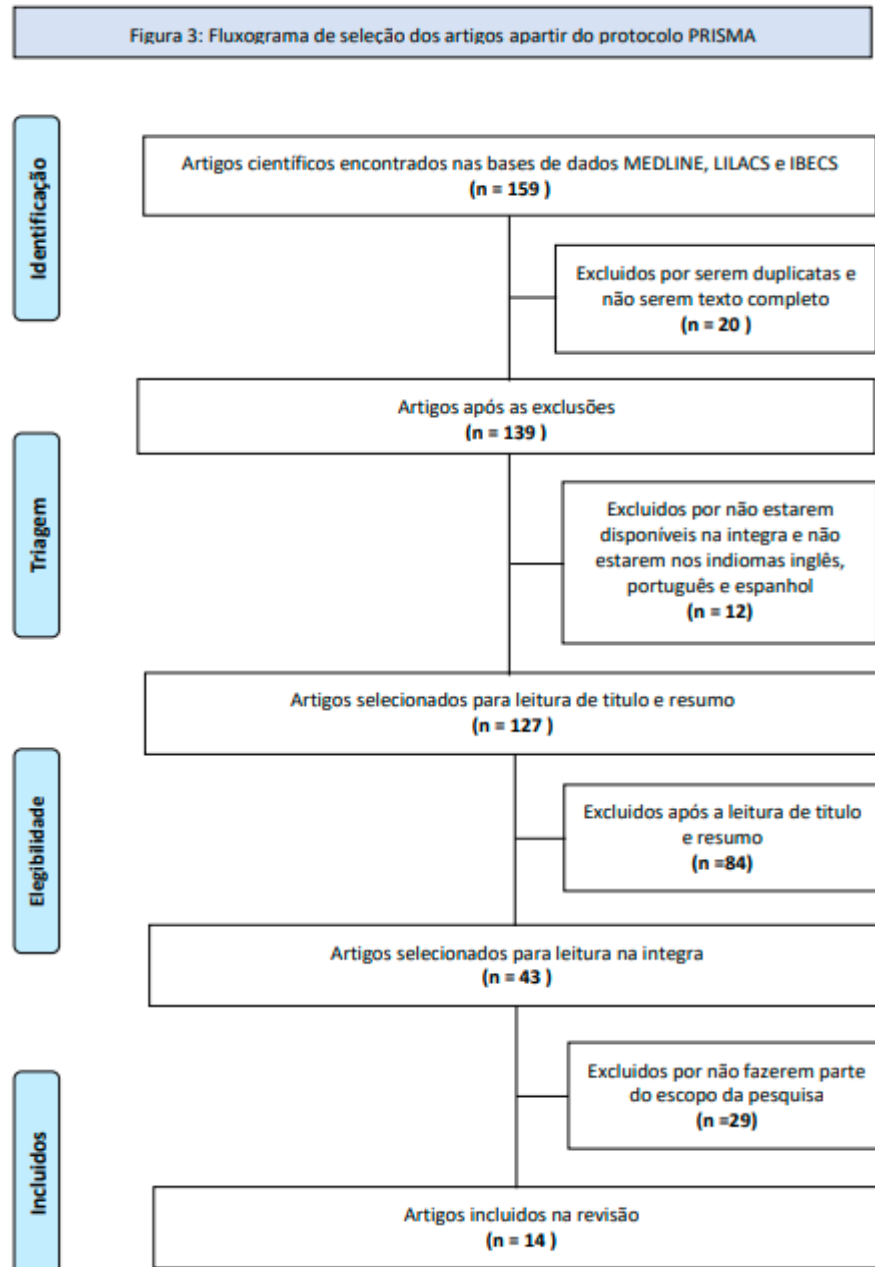 Figura 3: Fluxograma de seleção dos artigos apartir do protocolo PRISMA
Identificação
Artigos científicos encontrados nas bases de dados MEDLINE, LILACS e IBECS
(n = 159 )
Excluidos por serem duplicatas e
não serem texto completo
(n = 20 )
Artigos após as exclusões
(n = 139 )
Triagem
Excluidos por não estarem
disponíveis na integra e não
estarem nos indiomas inglês,
português e espanhol
(n = 12)
Artigos selecionados para leitura de titulo e resumo
(n = 127 )
Elegibilidade
Excluidos após a leitura de titulo
e resumo
(n =84)
Artigos selecionados para leitura na integra
(n = 43 )
Excluidos por não fazerem parte
do escopo da pesquisa
(n =29)
Incluidos
Artigos incluidos na revisão
(n = 14 )